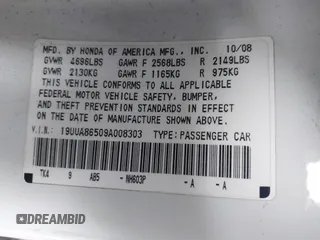 MFD. BY HONDA OF AMERICA MFG., INC. 10/08
GVWR 4696LBS GAWR F 2568LBS R 2149LBS
GVWR 2130KG GAWR F 1165KG R 975KG
THIS VEHICLE CONFORMS TO ALL APPLICABLE
FEDERAL MOTOR VEHICLE SAFETY, BUMPER,
AND THEFT PREVENTION STANDARDS IN EFFECT
ON THE DATE OF MANUFACTURE SHOWN ABOVE.
V.I.N.: 19UUA86509A008303 TYPE: PASSENGER CAR
TK4 9 AB5 -NH603P -A -A
DREAMBID.COM